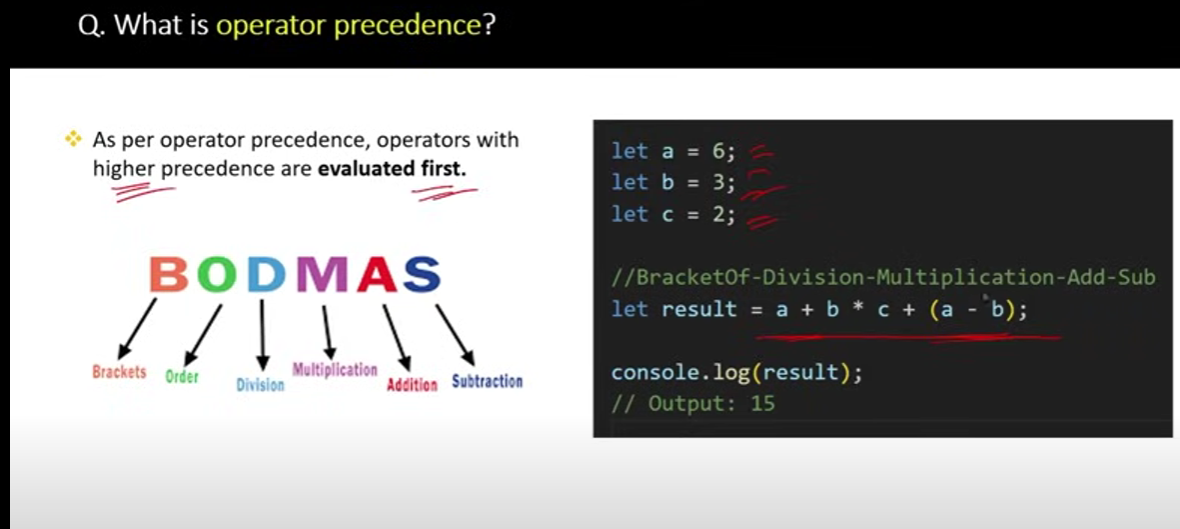 Q. What is operator precedence?
As per operator precedence, operators with
higher precedence are evaluated first.
BODMAS
Brackets Order Division Multiplication Addition Subtraction
let a = 6;
let b = 3;
let c = 2;
//BracketOf-Division-Multiplication-Add-Sub
let result = a + b * c + (a - b);
console.log(result);
// Output: 15